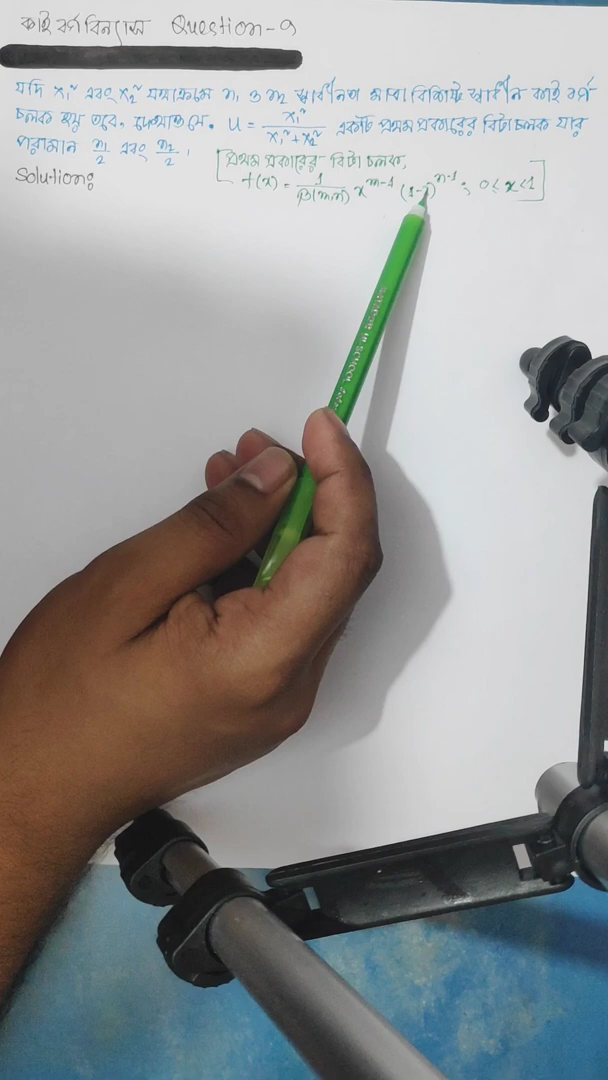 কাই বর্গ বিন্যাস Question-৯
যদি x₁² এবং x₂² যথাক্রমে n₁ ও n₂ স্বাধীনতা মাত্রা বিশিষ্ট স্বাধীন কাই বর্গ
চলক হয় তবে, দেখাও যে, U = x₁²/(x₁²+x₂²) একটি প্রথম প্রকারের বিটা চলক যার
পরামান n₁/2 এবং n₂/2 ।
[প্রথম প্রকারের বিটা চলক,
Solution:
f(x) = 1/β(m,n) x^(m-1) (1-x)^(n-1) ; 0<x<1]